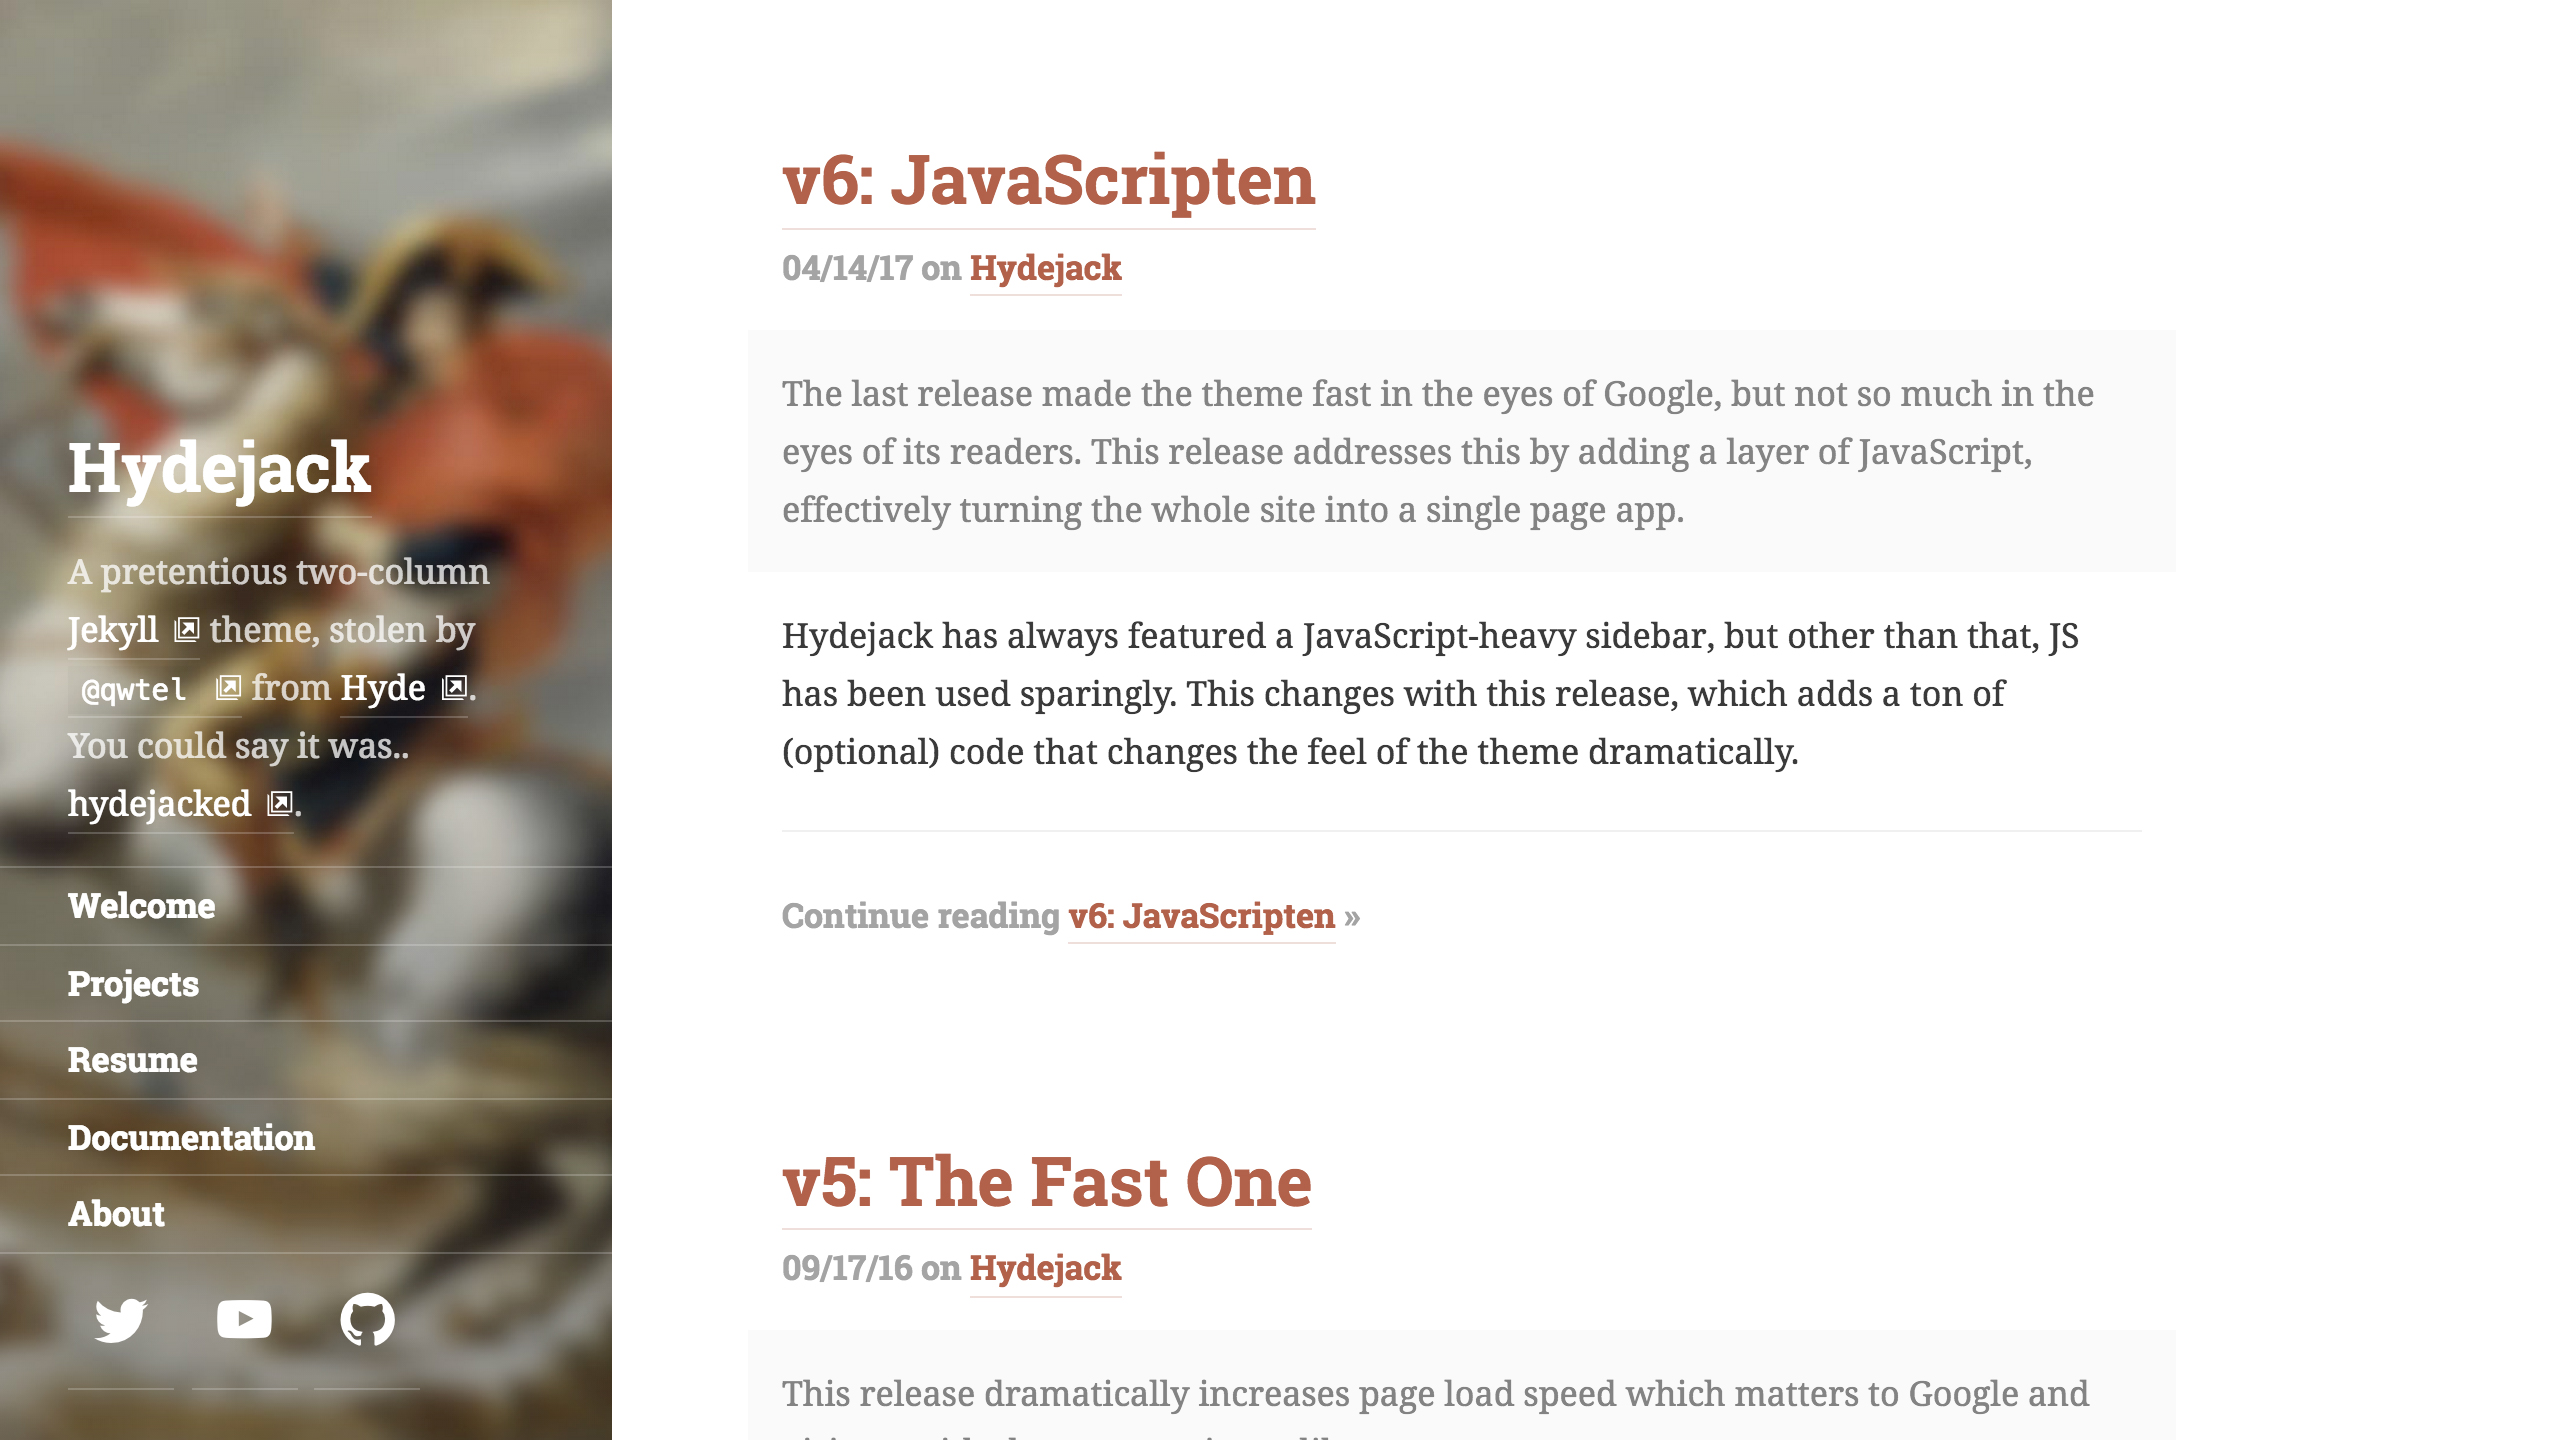 Hydejack
A pretentious two-column
Jekyll theme, stolen by
@qwtel from Hyde .
You could say it was..
hydejacked .
Welcome
Projects
Resume
Documentation
About
v6: JavaScripten
04/14/17 on Hydejack
The last release made the theme fast in the eyes of Google, but not so much in the
eyes of its readers. This release addresses this by adding a layer of JavaScript,
effectively turning the whole site into a single page app.
Hydejack has always featured a JavaScript-heavy sidebar, but other than that, JS
has been used sparingly. This changes with this release, which adds a ton of
(optional) code that changes the feel of the theme dramatically.
Continue reading v6: JavaScripten »
v5: The Fast One
09/17/16 on Hydejack
This release dramatically increases page load speed which matters to Google and